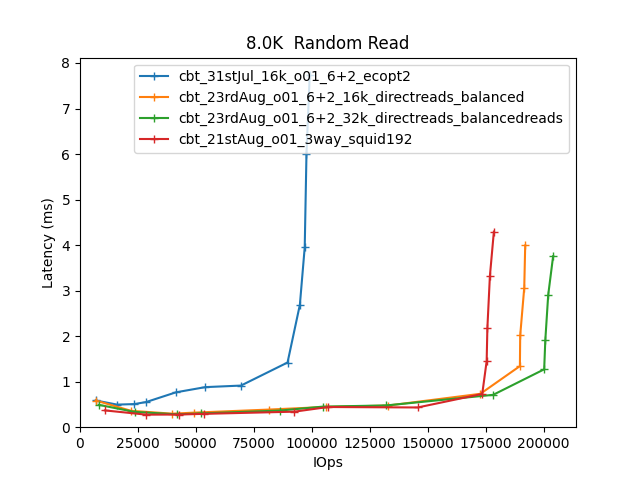 8.0K  Random Read
cbt_31stJul_16k_o01_6+2_ecopt2
cbt_23rdAug_o01_6+2_16k_directreads_balanced
cbt_23rdAug_o01_6+2_32k_directreads_balancedreads
cbt_21stAug_o01_3way_squid192
Latency (ms)
8
7
6
5
4
3
2
1
0
0 25000 50000 75000 100000 125000 150000 175000 200000
IOps